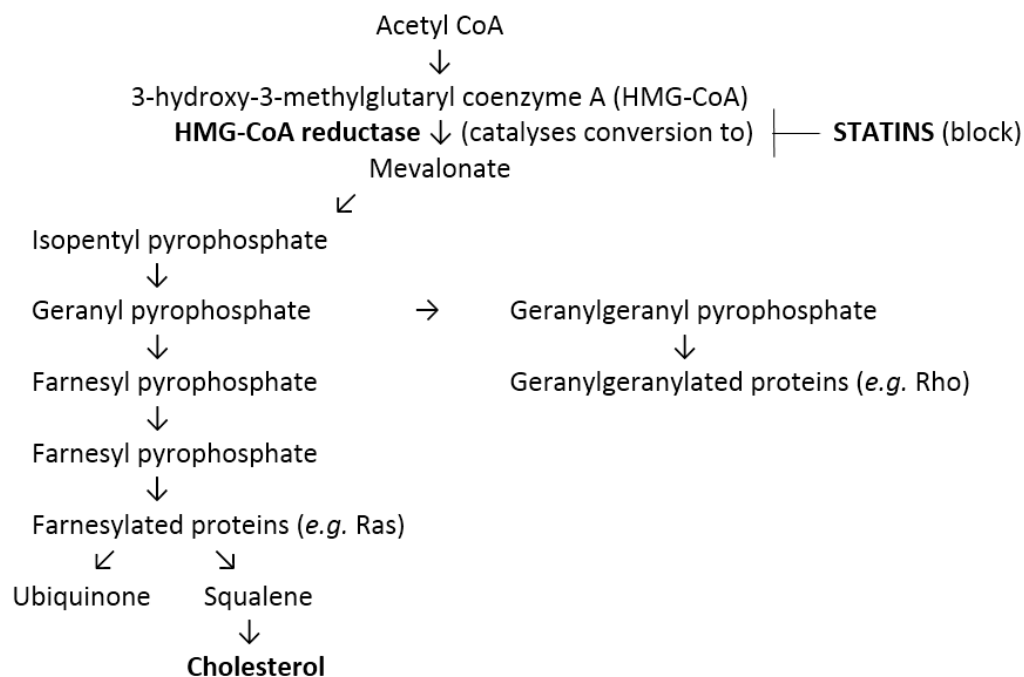 Acetyl CoA
↓
3-hydroxy-3-methylglutaryl coenzyme A (HMG-CoA)
HMG-CoA reductase ↓ (catalyses conversion to) STATINS (block)
Mevalonate
↙
Isopentyl pyrophosphate
↓
Geranyl pyrophosphate → Geranylgeranyl pyrophosphate
↓ ↓
Farnesyl pyrophosphate Geranylgeranylated proteins (e.g. Rho)
↓
Farnesyl pyrophosphate
↓
Farnesylated proteins (e.g. Ras)
↙ ↘
Ubiquinone Squalene
↓
Cholesterol